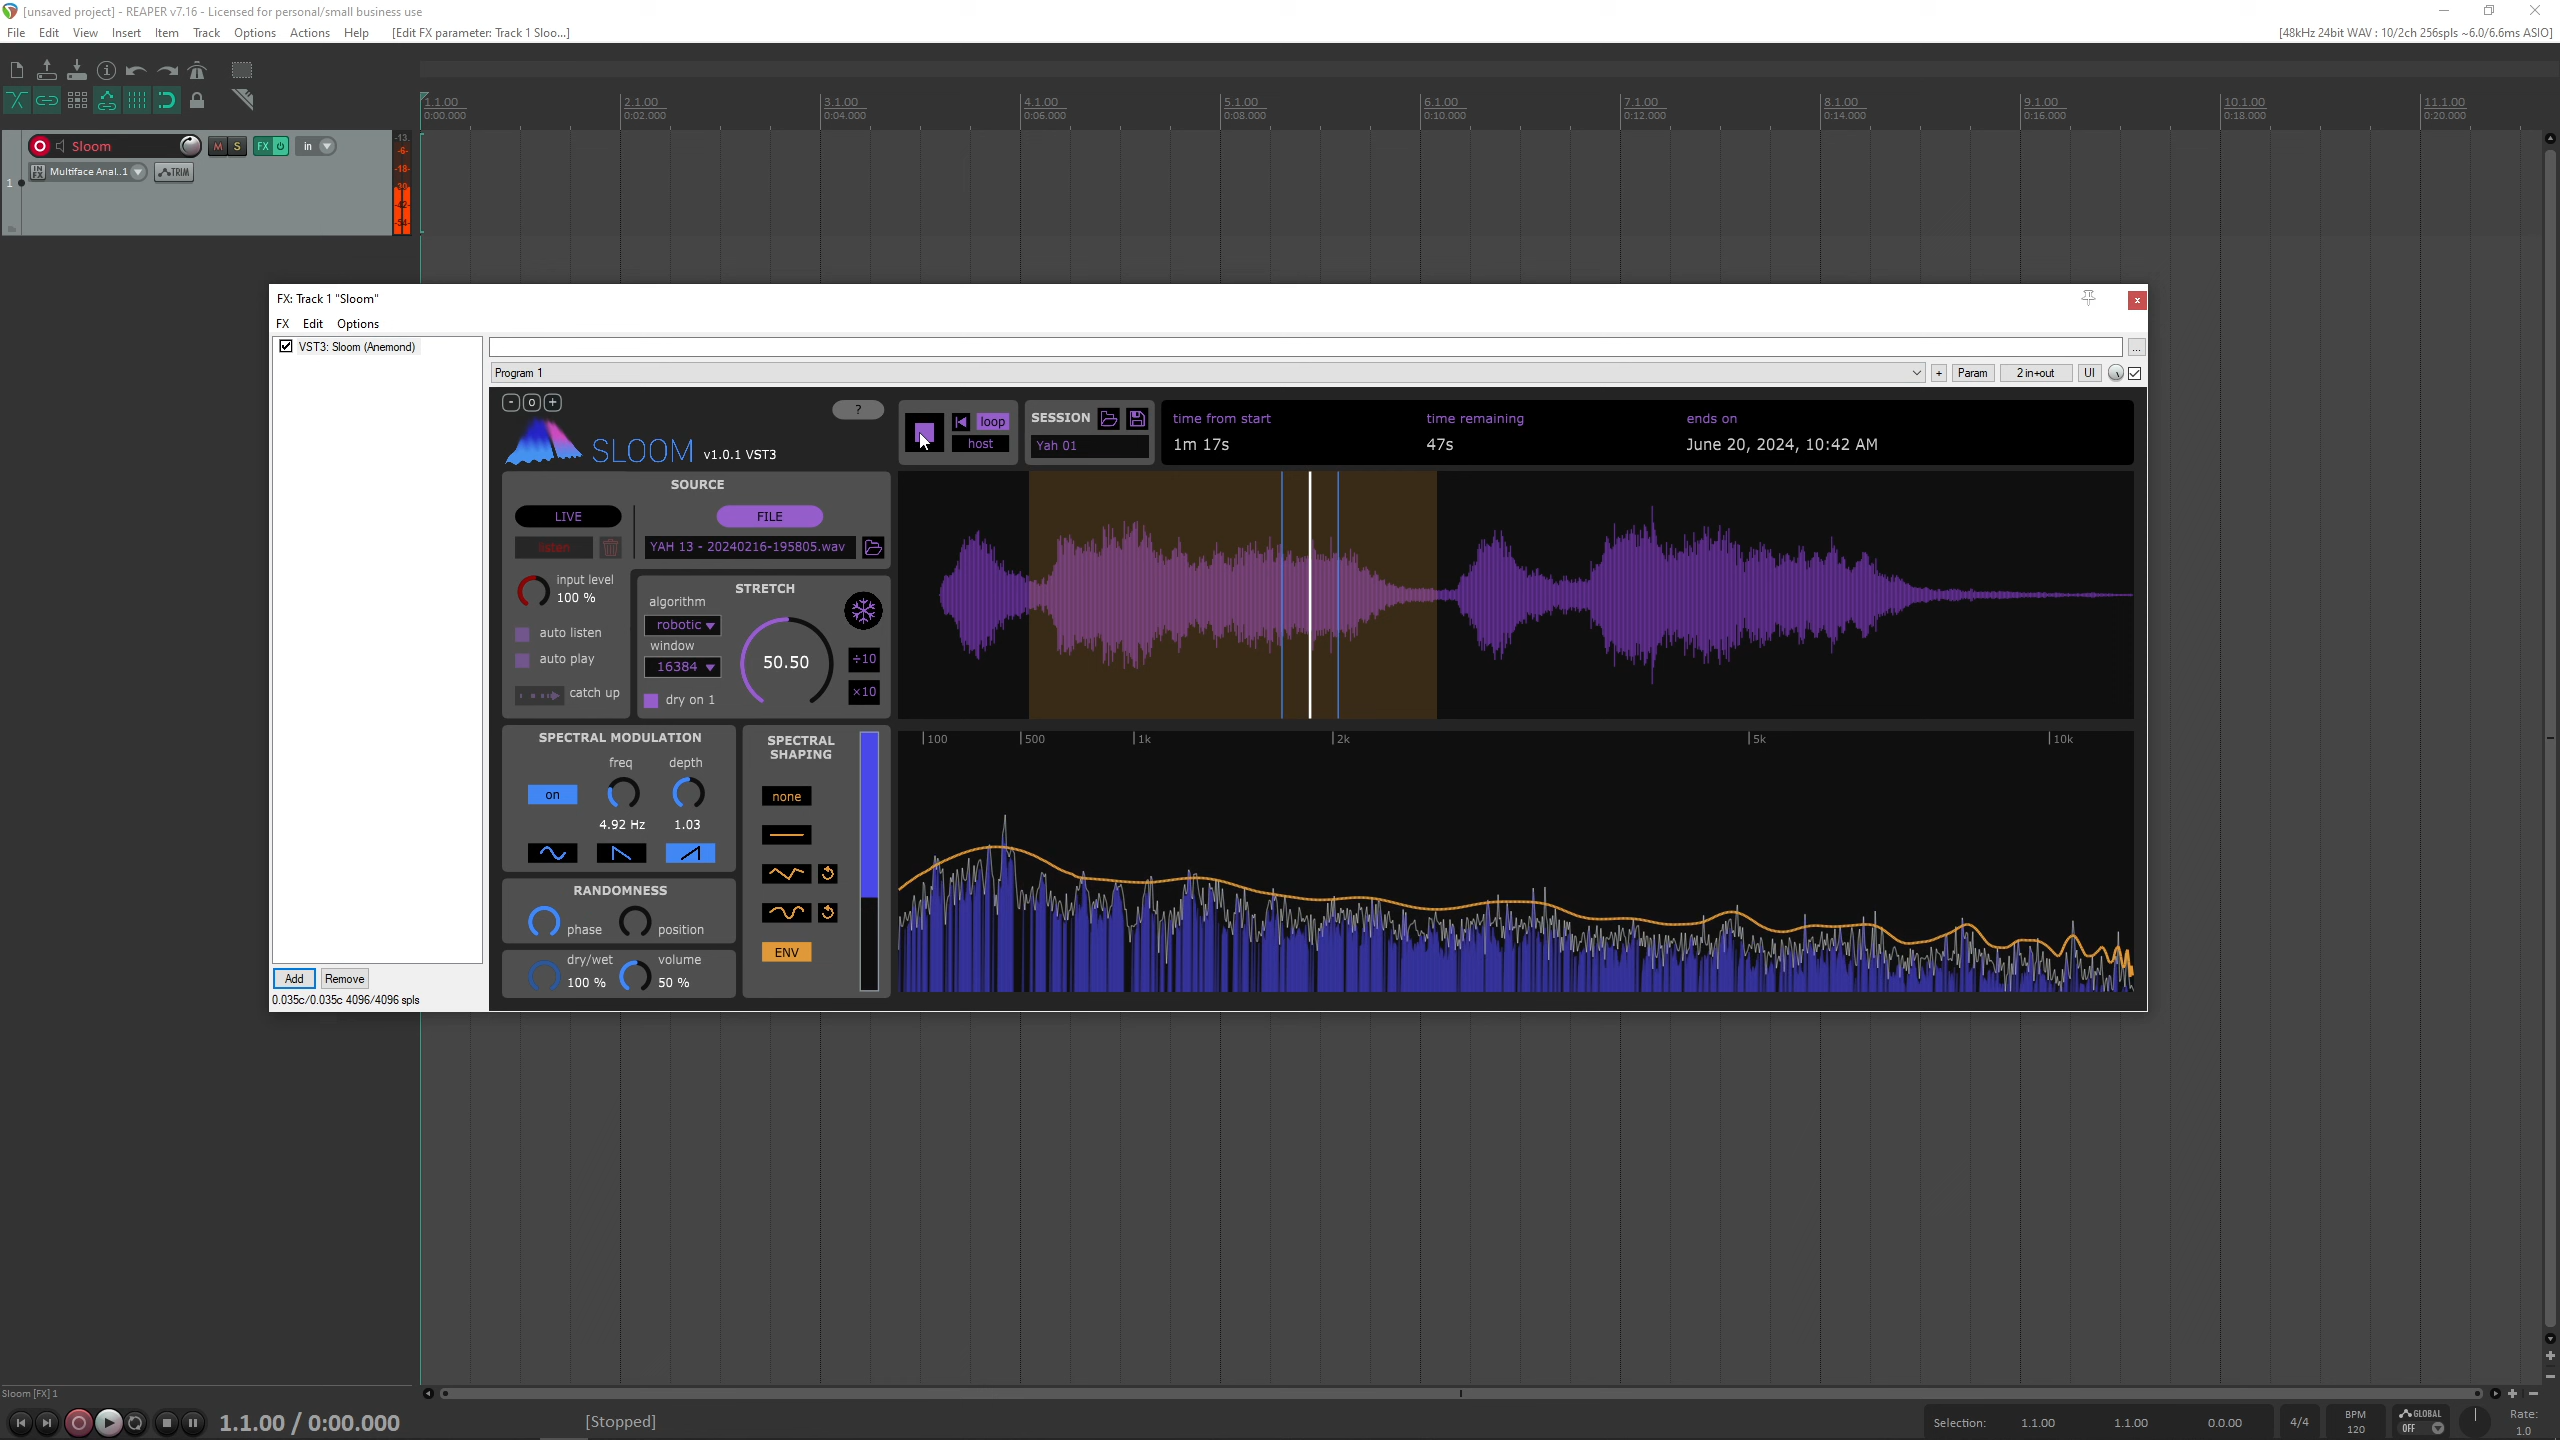 [unsaved project] - REAPER v7.16 - Licensed for personal/small business use
File Edit View Insert Item Track Options Actions Help [Edit FX parameter: Track 1 Sloo...]
[48kHz 24bit WAV : 10/2ch 256spls ~6.0/6.6ms ASIO]
1.1.00 2.1.00 3.1.00 4.1.00 5.1.00 6.1.00 7.1.00 8.1.00 9.1.00 10.1.00 11.1.00
0:00.000 0:02.000 0:04.000 0:06.000 0:08.000 0:10.000 0:12.000 0:14.000 0:16.000 0:18.000 0:20.000
Sloom M S FX in
IN FX Multiface Anal..1 TRIM
1
-13.
-6-
-18-
-30-
-42-
-54-
FX: Track 1 "Sloom"
FX Edit Options
VST3: Sloom (Anemond)
...
Program 1 + Param 2 in+out UI
- o + ?
SLOOM v1.0.1 VST3
loop
host
SESSION
Yah 01
time from start time remaining ends on
1m 17s 47s June 20, 2024, 10:42 AM
SOURCE
LIVE FILE
listen YAH 13 - 20240216-195805.wav
input level
100 %
auto listen
auto play
catch up
STRETCH
algorithm
robotic
window
16384
50.50
÷10
×10
dry on 1
SPECTRAL MODULATION
freq depth
on
4.92 Hz 1.03
RANDOMNESS
phase position
dry/wet volume
100 % 50 %
SPECTRAL
SHAPING
none
ENV
100 500 1k 2k 5k 10k
Add Remove
0.035c/0.035c 4096/4096 spls
Sloom [FX] 1
1.1.00 / 0:00.000 [Stopped]
Selection: 1.1.00 1.1.00 0.0.00 4/4
BPM
120
GLOBAL
OFF
Rate:
1.0